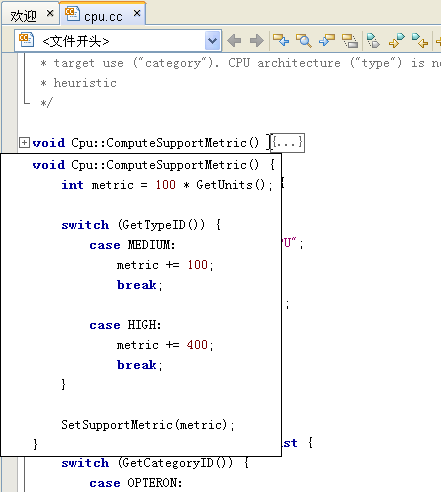 欢迎
cpu.cc
<文件开头>
* target use ("category"). CPU architecture ("type") is n
* heuristic
*/
void Cpu::ComputeSupportMetric() {...}
void Cpu::ComputeSupportMetric() {
int metric = 100 * GetUnits(); {
switch (GetTypeID()) {
case MEDIUM: PU";
metric += 100;
break; ;
case HIGH:
metric += 400;
break;
}
SetSupportMetric(metric);
} st {
switch (GetCategoryID()) {
case OPTERON: